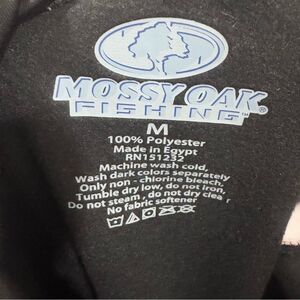 MOSSY OAK®
FISHING™
M
100% Polyester
Made in Egypt
RN151232
Machine wash cold,
Wash dark colors separately
Only non - chlorine bleach,
Tumble dry low, do not iron,
Do not steam , do not dry clea r
No fabric softener